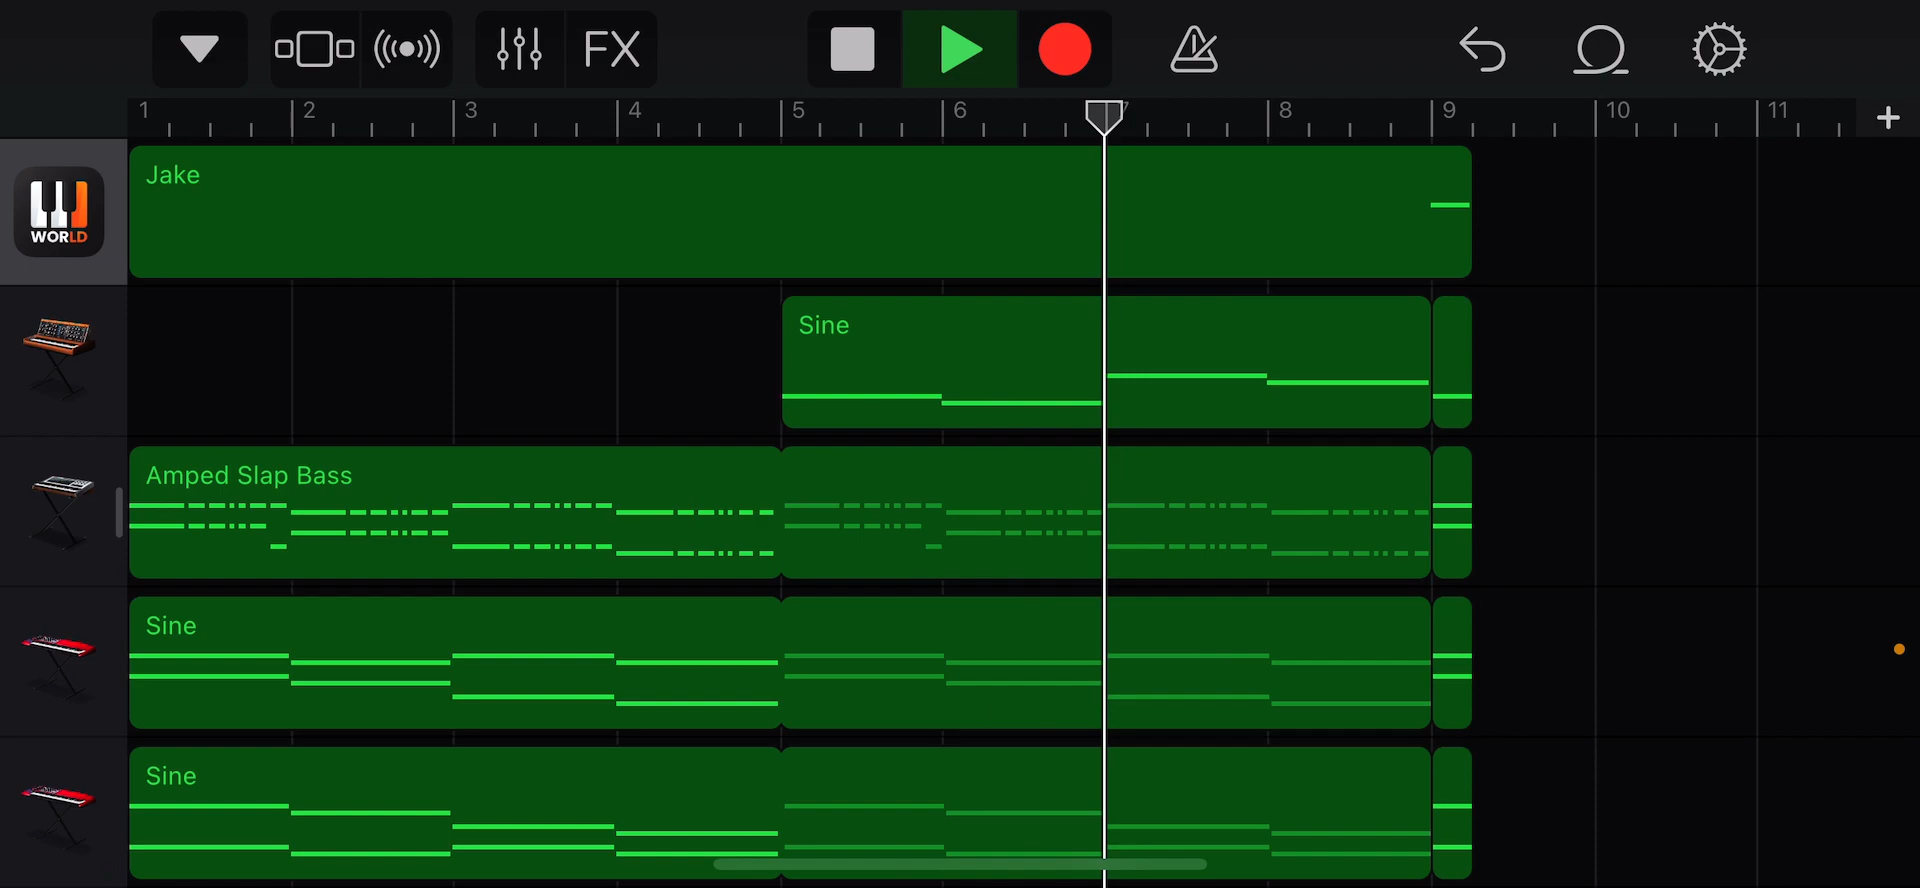 FX
1 2 3 4 5 6 7 8 9 10 11
Jake
WORLD
Sine
Amped Slap Bass
Sine
Sine